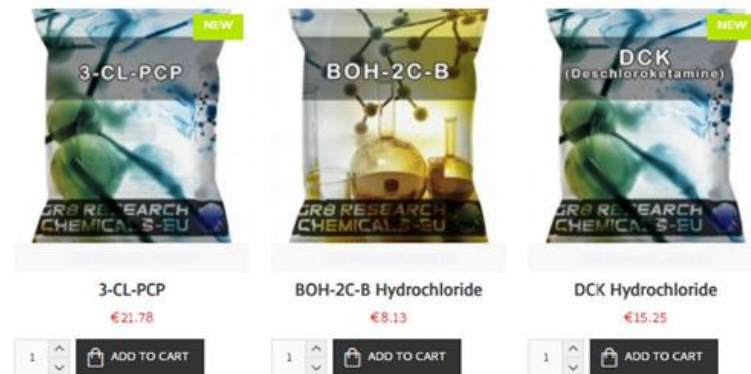 NEW
3-CL-PCP
GR8 RESEARCH
CHEMICALS-EU
3-CL-PCP
€21.78
1
ADD TO CART
BOH-2C-B
GR8 RESEARCH
CHEMICALS-EU
BOH-2C-B Hydrochloride
€8.13
1
ADD TO CART
NEW
DCK
(Deschloroketamine)
GR8 RESEARCH
CHEMICALS-EU
DCK Hydrochloride
€15.25
1
ADD TO CART